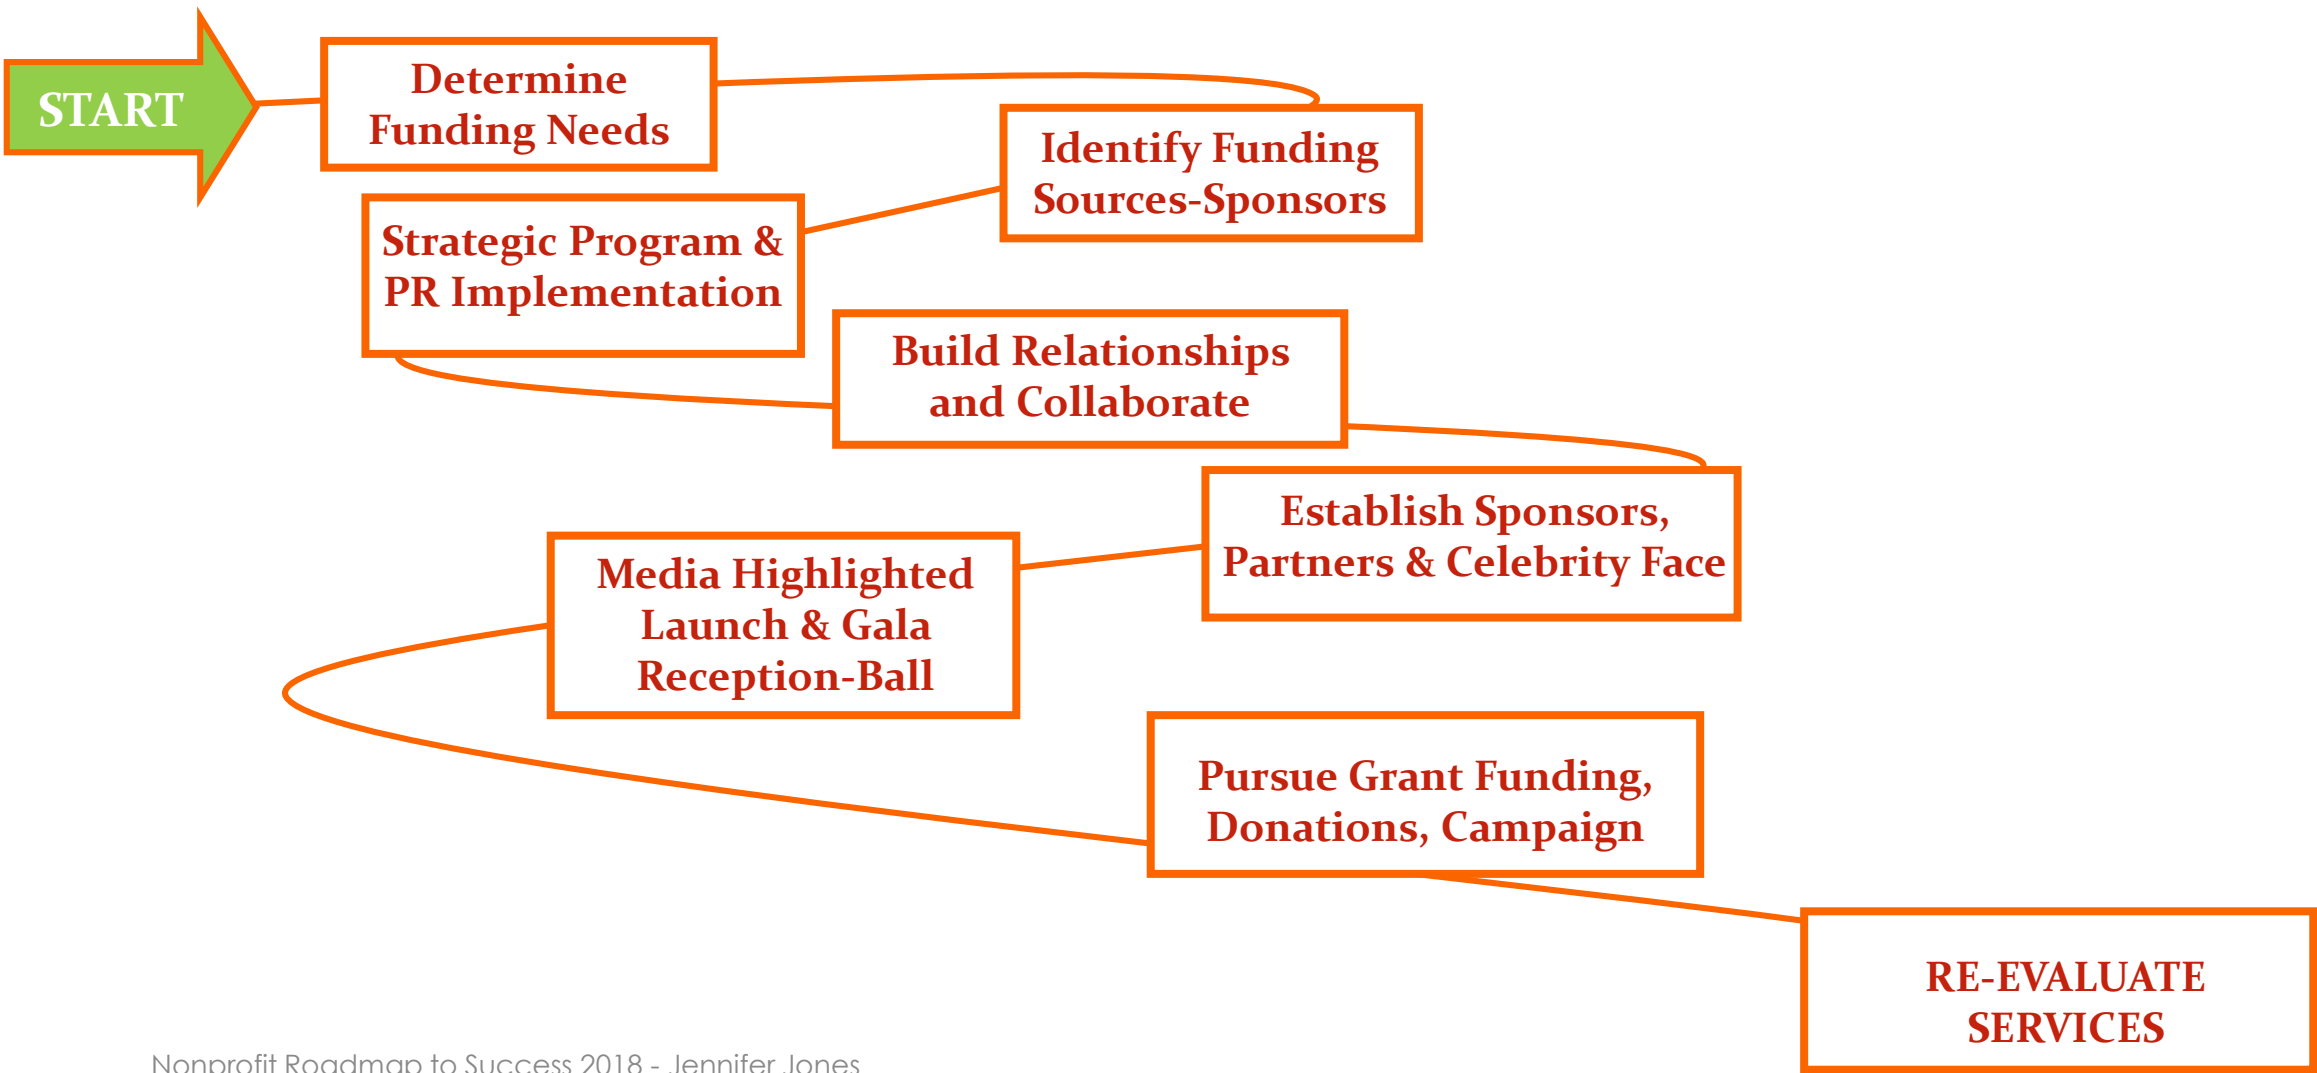 START
Determine
Funding Needs
Identify Funding
Sources-Sponsors
Strategic Program &
PR Implementation
Build Relationships
and Collaborate
Establish Sponsors,
Partners & Celebrity Face
Media Highlighted
Launch & Gala
Reception-Ball
Pursue Grant Funding,
Donations, Campaign
RE-EVALUATE
SERVICES
Nonprofit Roadmap to Success 2018 - Jennifer Jones